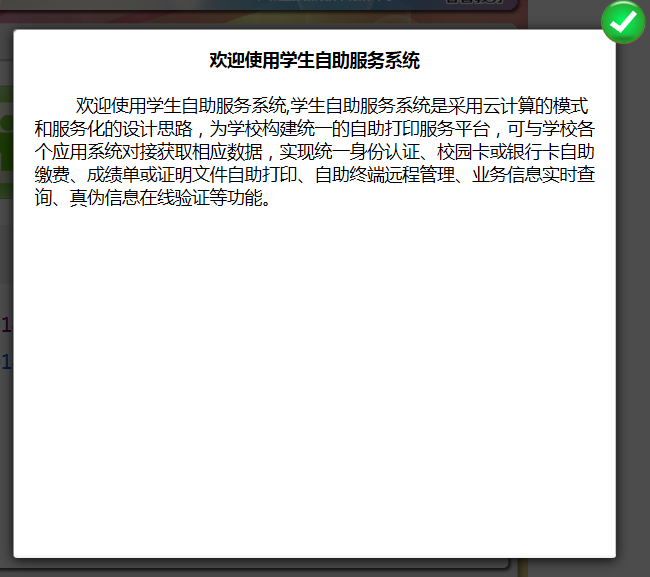 欢迎使用学生自助服务系统
欢迎使用学生自助服务系统,学生自助服务系统是采用云计算的模式
和服务化的设计思路，为学校构建统一的自助打印服务平台，可与学校各
个应用系统对接获取相应数据，实现统一身份认证、校园卡或银行卡自助
缴费、成绩单或证明文件自助打印、自助终端远程管理、业务信息实时查
询、真伪信息在线验证等功能。